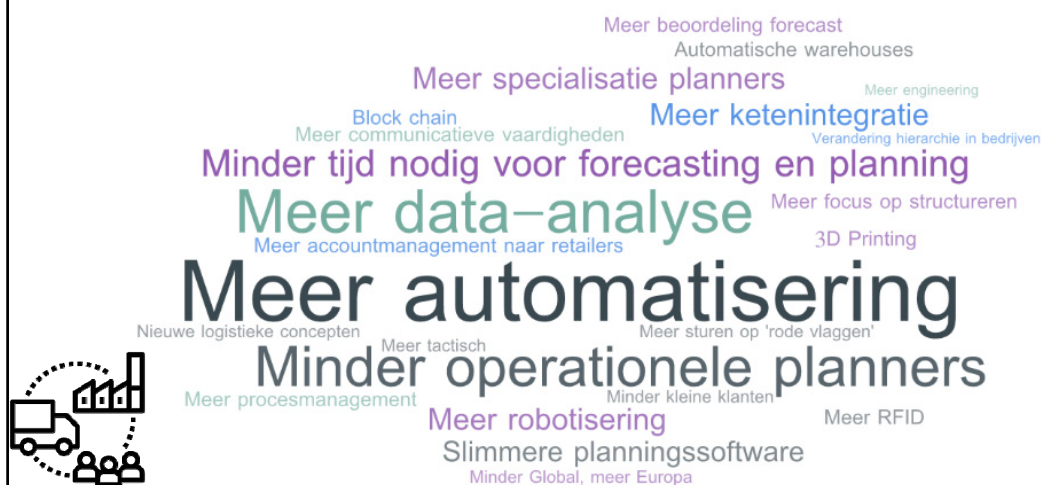 Meer beoordeling forecast
Automatische warehouses
Meer specialisatie planners
Meer engineering
Block chain
Meer ketenintegratie
Meer communicatieve vaardigheden
Verandering hierarchie in bedrijven
Minder tijd nodig voor forecasting en planning
Meer data-analyse
Meer focus op structureren
Meer accountmanagement naar retailers
3D Printing
Meer automatisering
Nieuwe logistieke concepten
Meer sturen op 'rode vlaggen'
Meer tactisch
Minder operationele planners
Meer procesmanagement
Minder kleine klanten
Meer robotisering
Meer RFID
Slimmere planningssoftware
Minder Global, meer Europa